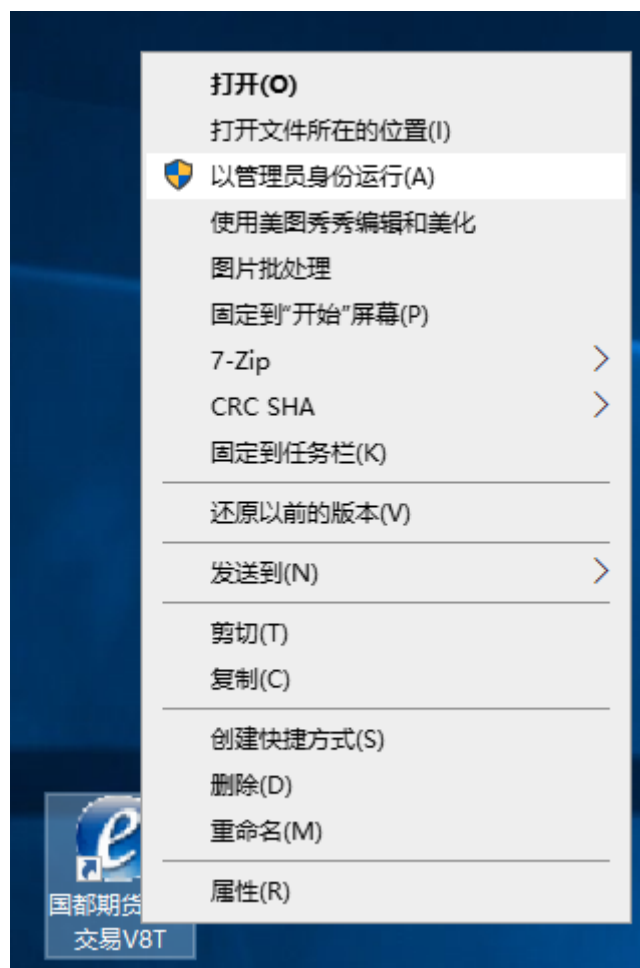 打开(O)
打开文件所在的位置(I)
以管理员身份运行(A)
使用美图秀秀编辑和美化
图片批处理
固定到“开始”屏幕(P)
7-Zip
CRC SHA
固定到任务栏(K)
还原以前的版本(V)
发送到(N)
剪切(T)
复制(C)
创建快捷方式(S)
删除(D)
重命名(M)
属性(R)
国都期货
交易V8T